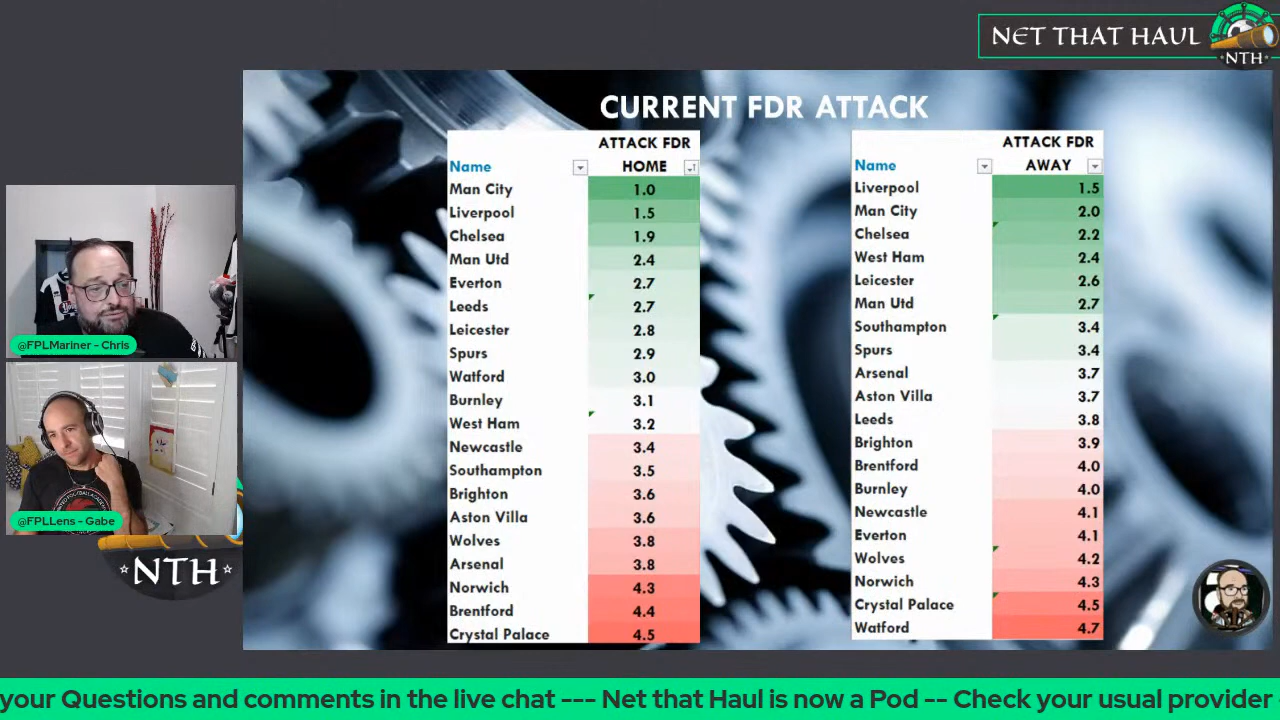 NET THAT HAUL
NTH
CURRENT FDR ATTACK
ATTACK FDR
Name HOME
Man City 1.0
Liverpool 1.5
Chelsea 1.9
Man Utd 2.4
Everton 2.7
Leeds 2.7
Leicester 2.8
Spurs 2.9
Watford 3.0
Burnley 3.1
West Ham 3.2
Newcastle 3.4
Southampton 3.5
Brighton 3.6
Aston Villa 3.6
Wolves 3.8
Arsenal 3.8
Norwich 4.3
Brentford 4.4
Crystal Palace 4.5
ATTACK FDR
Name AWAY
Liverpool 1.5
Man City 2.0
Chelsea 2.2
West Ham 2.4
Leicester 2.6
Man Utd 2.7
Southampton 3.4
Spurs 3.4
Arsenal 3.7
Aston Villa 3.7
Leeds 3.8
Brighton 3.9
Brentford 4.0
Burnley 4.0
Newcastle 4.1
Everton 4.1
Wolves 4.2
Norwich 4.3
Crystal Palace 4.5
Watford 4.7
@FPLMariner - Chris
@FPLLens - Gabe
NTH
your Questions and comments in the live chat --- Net that Haul is now a Pod -- Check your usual provider